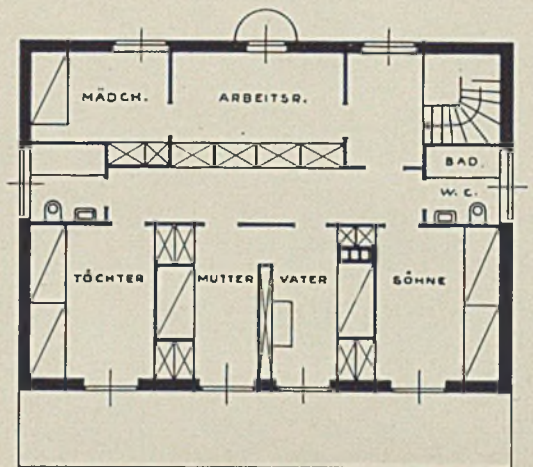 MÄDCH.
ARBEITSR.
BAD.
W.C.
TÖCHTER
MUTTER
VATER
SÖHNE